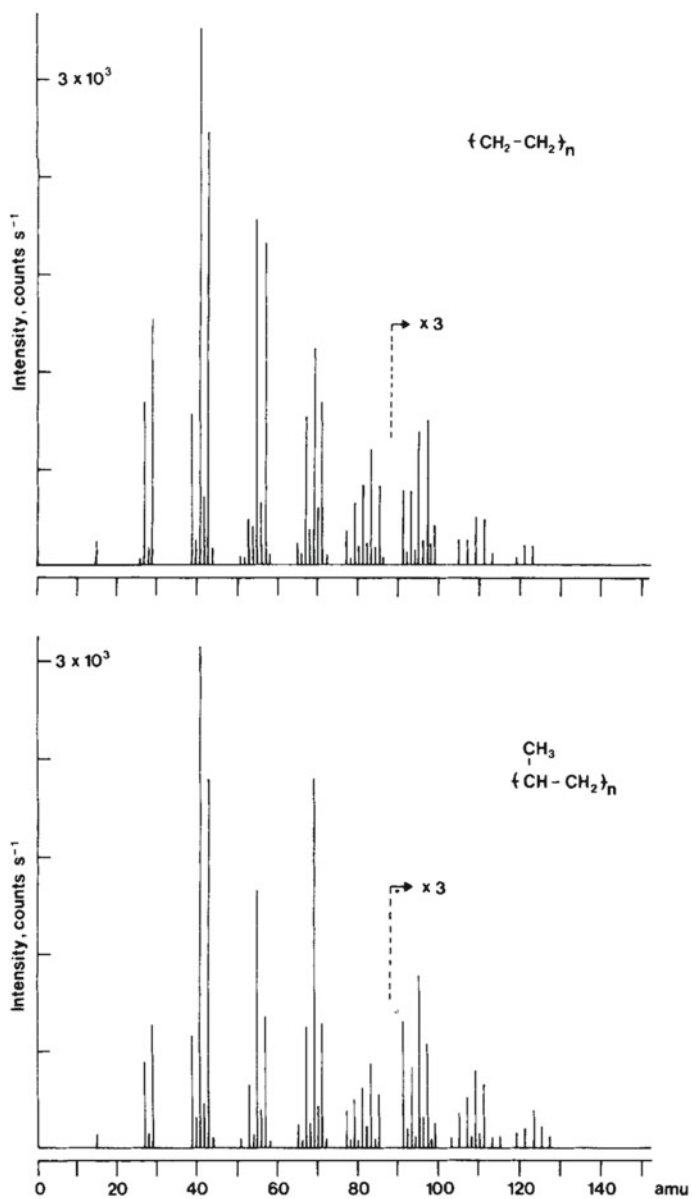 3 × 10³
Intensity, counts s⁻¹
(CH₂–CH₂)ₙ
x 3
3 × 10³
Intensity, counts s⁻¹
CH₃
(CH–CH₂)ₙ
x 3
0 20 40 60 80 100 120 140 amu